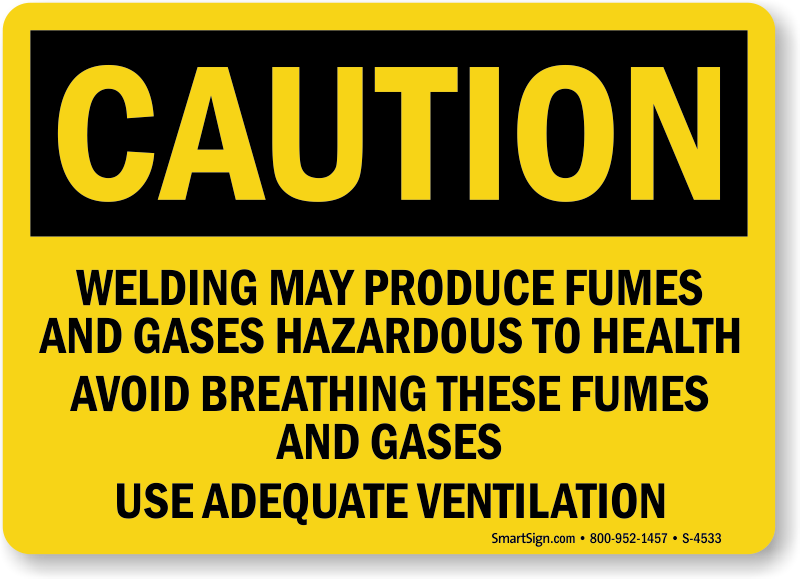 CAUTION
WELDING MAY PRODUCE FUMES
AND GASES HAZARDOUS TO HEALTH
AVOID BREATHING THESE FUMES
AND GASES
USE ADEQUATE VENTILATION
SmartSign.com • 800-952-1457 • S-4533